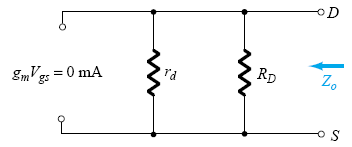 D
g_mV_gs = 0 mA
r_d
R_D
Z_o
S